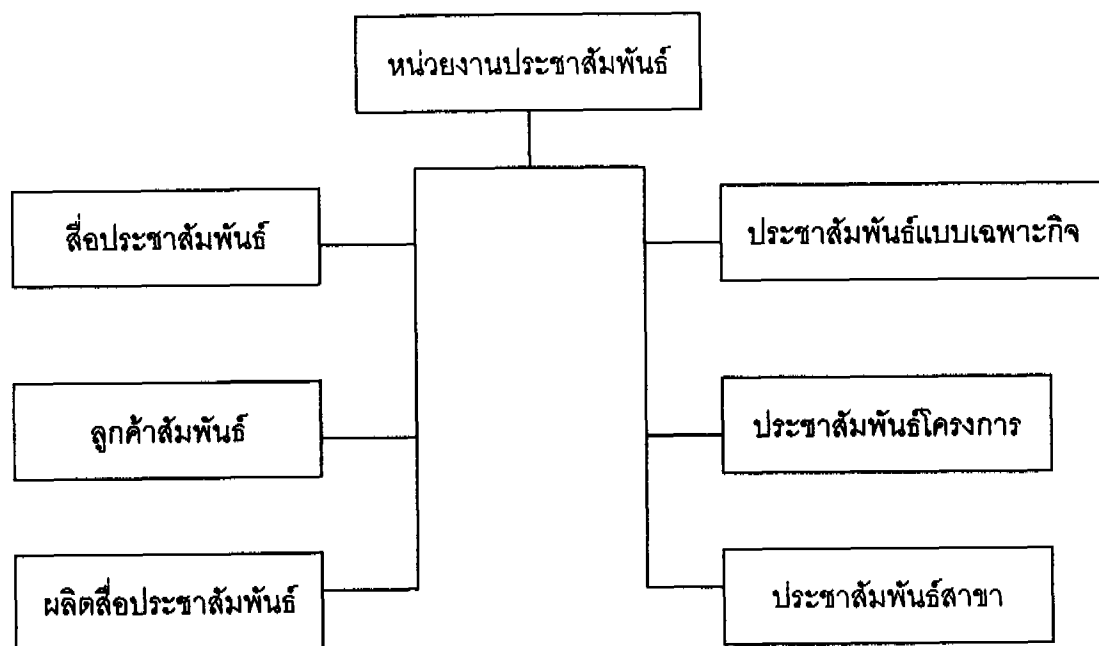 หน่วยงานประชาสัมพันธ์
สื่อประชาสัมพันธ์
ประชาสัมพันธ์แบบเฉพาะกิจ
ลูกค้าสัมพันธ์
ประชาสัมพันธ์โครงการ
ผลิตสื่อประชาสัมพันธ์
ประชาสัมพันธ์สาขา